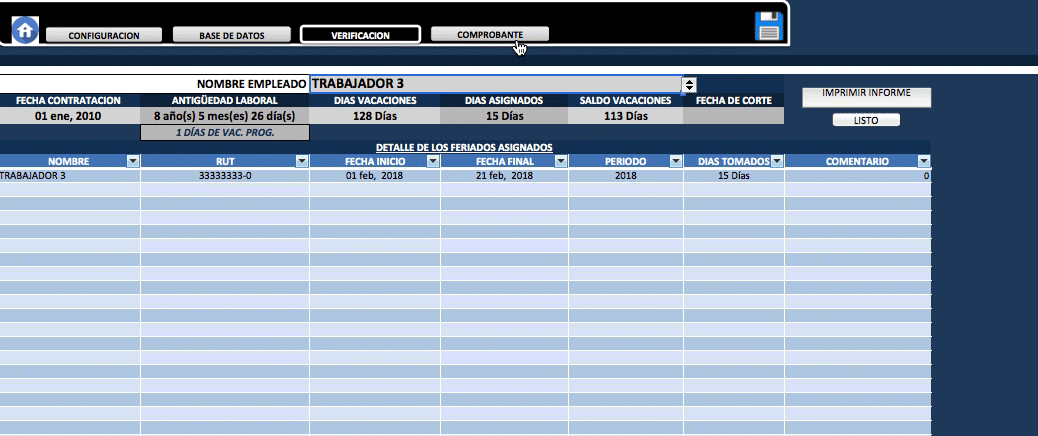 CONFIGURACION BASE DE DATOS VERIFICACION COMPROBANTE
NOMBRE EMPLEADO TRABAJADOR 3
FECHA CONTRATACION ANTIGÜEDAD LABORAL DIAS VACACIONES DIAS ASIGNADOS SALDO VACACIONES FECHA DE CORTE IMPRIMIR INFORME
01 ene, 2010 8 año(s) 5 mes(es) 26 día(s) 128 Días 15 Días 113 Días LISTO
1 DÍAS DE VAC. PROG.
DETALLE DE LOS FERIADOS ASIGNADOS
NOMBRE RUT FECHA INICIO FECHA FINAL PERIODO DIAS TOMADOS COMENTARIO
TRABAJADOR 3 33333333-0 01 feb, 2018 21 feb, 2018 2018 15 Días 0